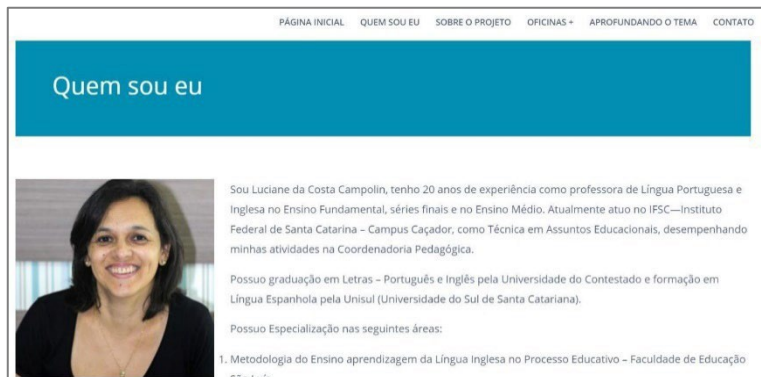 PÁGINA INICIAL QUEM SOU EU SOBRE O PROJETO OFICINAS + APROFUNDANDO O TEMA CONTATO
Quem sou eu
Sou Luciane da Costa Campolin, tenho 20 anos de experiência como professora de Língua Portuguesa e
Inglesa no Ensino Fundamental, séries finais e no Ensino Médio. Atualmente atuo no IFSC—Instituto
Federal de Santa Catarina – Campus Caçador, como Técnica em Assuntos Educacionais, desempenhando
minhas atividades na Coordenadoria Pedagógica.
Possuo graduação em Letras – Português e Inglês pela Universidade do Contestado e formação em
Língua Espanhola pela Unisul (Universidade do Sul de Santa Catariana).
Possuo Especialização nas seguintes áreas:
1. Metodologia do Ensino aprendizagem da Língua Inglesa no Processo Educativo – Faculdade de Educação